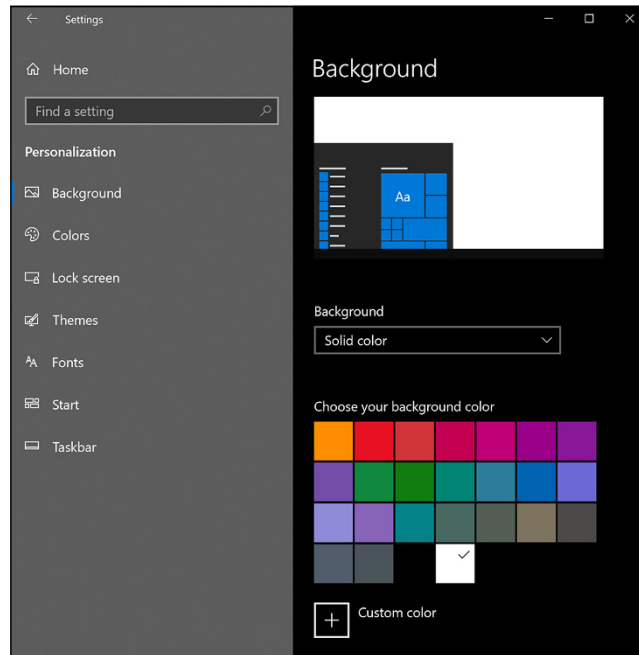 Settings
Home
Find a setting
Personalization
Background
Colors
Lock screen
Themes
Fonts
Start
Taskbar
Background
Aa
Background
Solid color
Choose your background color
Custom color